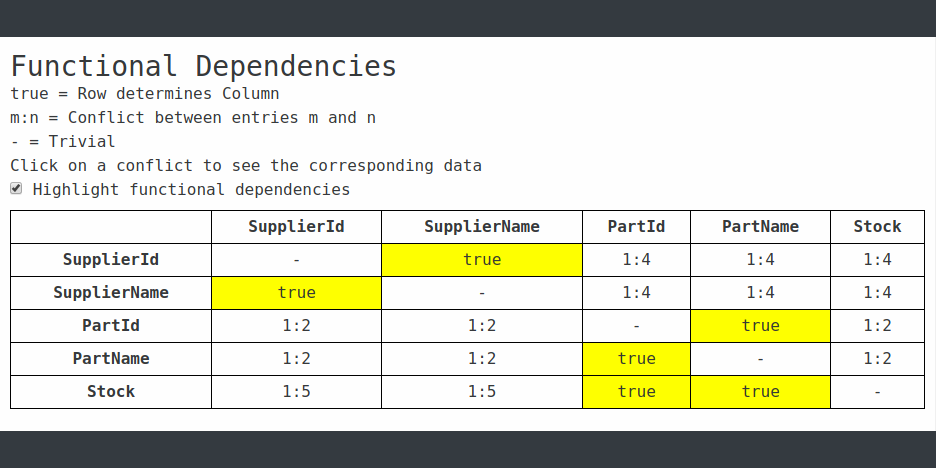 Functional Dependencies
true = Row determines Column
m:n = Conflict between entries m and n
- = Trivial
Click on a conflict to see the corresponding data
Highlight functional dependencies
SupplierId SupplierName PartId PartName Stock
SupplierId - true 1:4 1:4 1:4
SupplierName true - 1:4 1:4 1:4
PartId 1:2 1:2 - true 1:2
PartName 1:2 1:2 true - 1:2
Stock 1:5 1:5 true true -